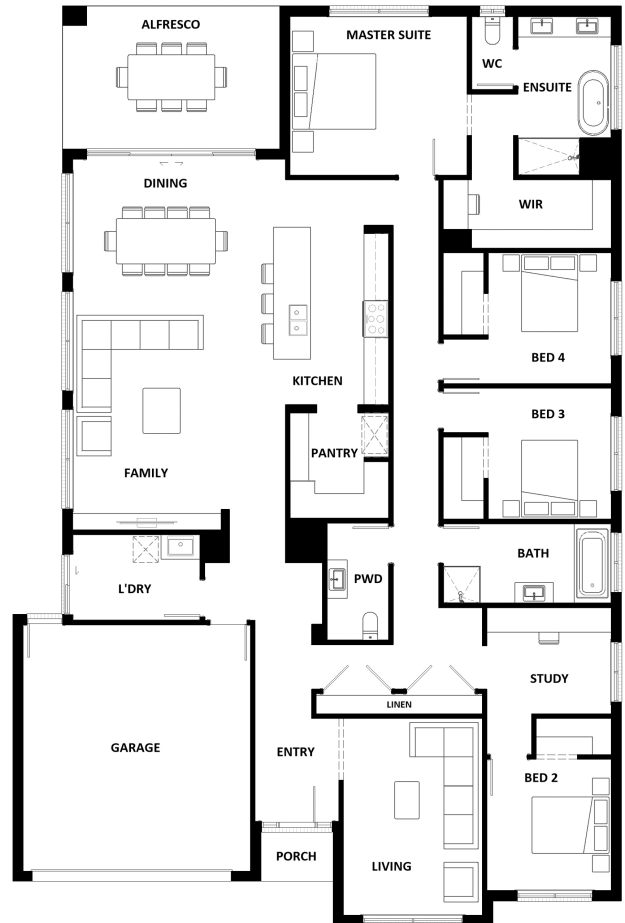 ALFRESCO
MASTER SUITE
WC
ENSUITE
DINING
WIR
KITCHEN
BED 4
BED 3
PANTRY
FAMILY
BATH
PWD
L'DRY
STUDY
LINEN
GARAGE
ENTRY
BED 2
PORCH
LIVING